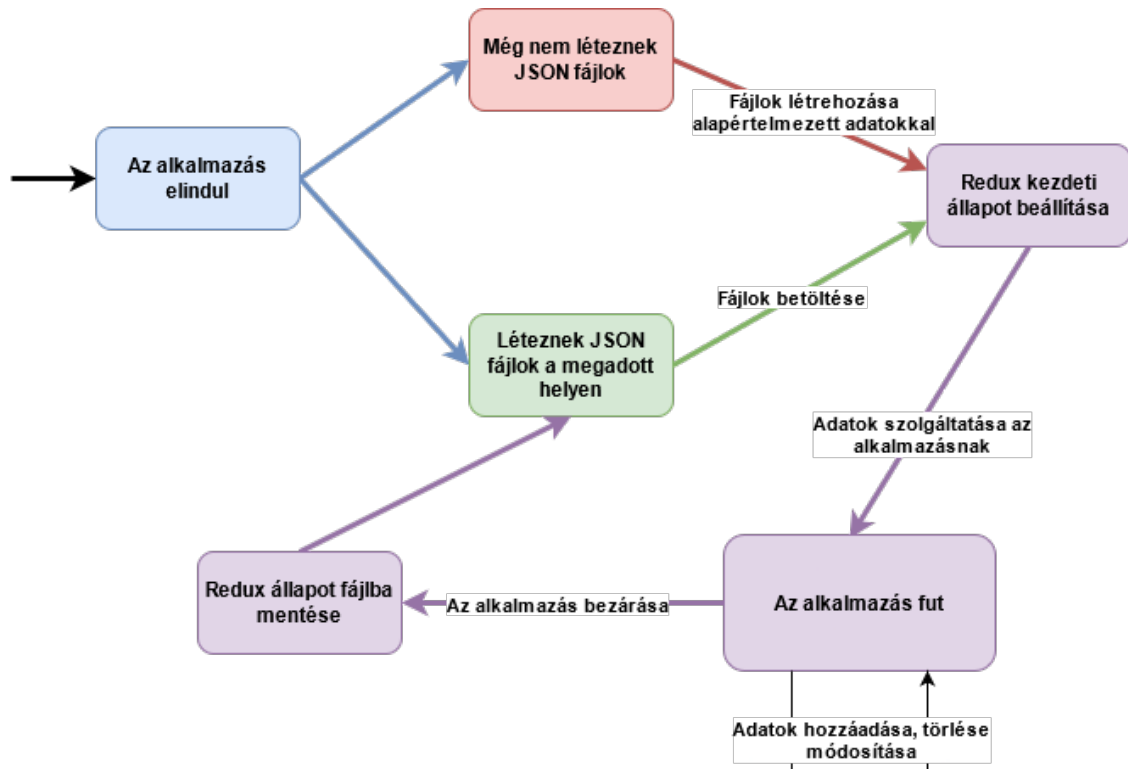 Még nem léteznek
JSON fájlok
Fájlok létrehozása
alapértelmezett adatokkal
Az alkalmazás
elindul
Redux kezdeti
állapot beállítása
Fájlok betöltése
Léteznek JSON
fájlok a megadott
helyen
Adatok szolgáltatása az
alkalmazásnak
Redux állapot fájlba
mentése
Az alkalmazás bezárása
Az alkalmazás fut
Adatok hozzáadása, törlése
módosítása